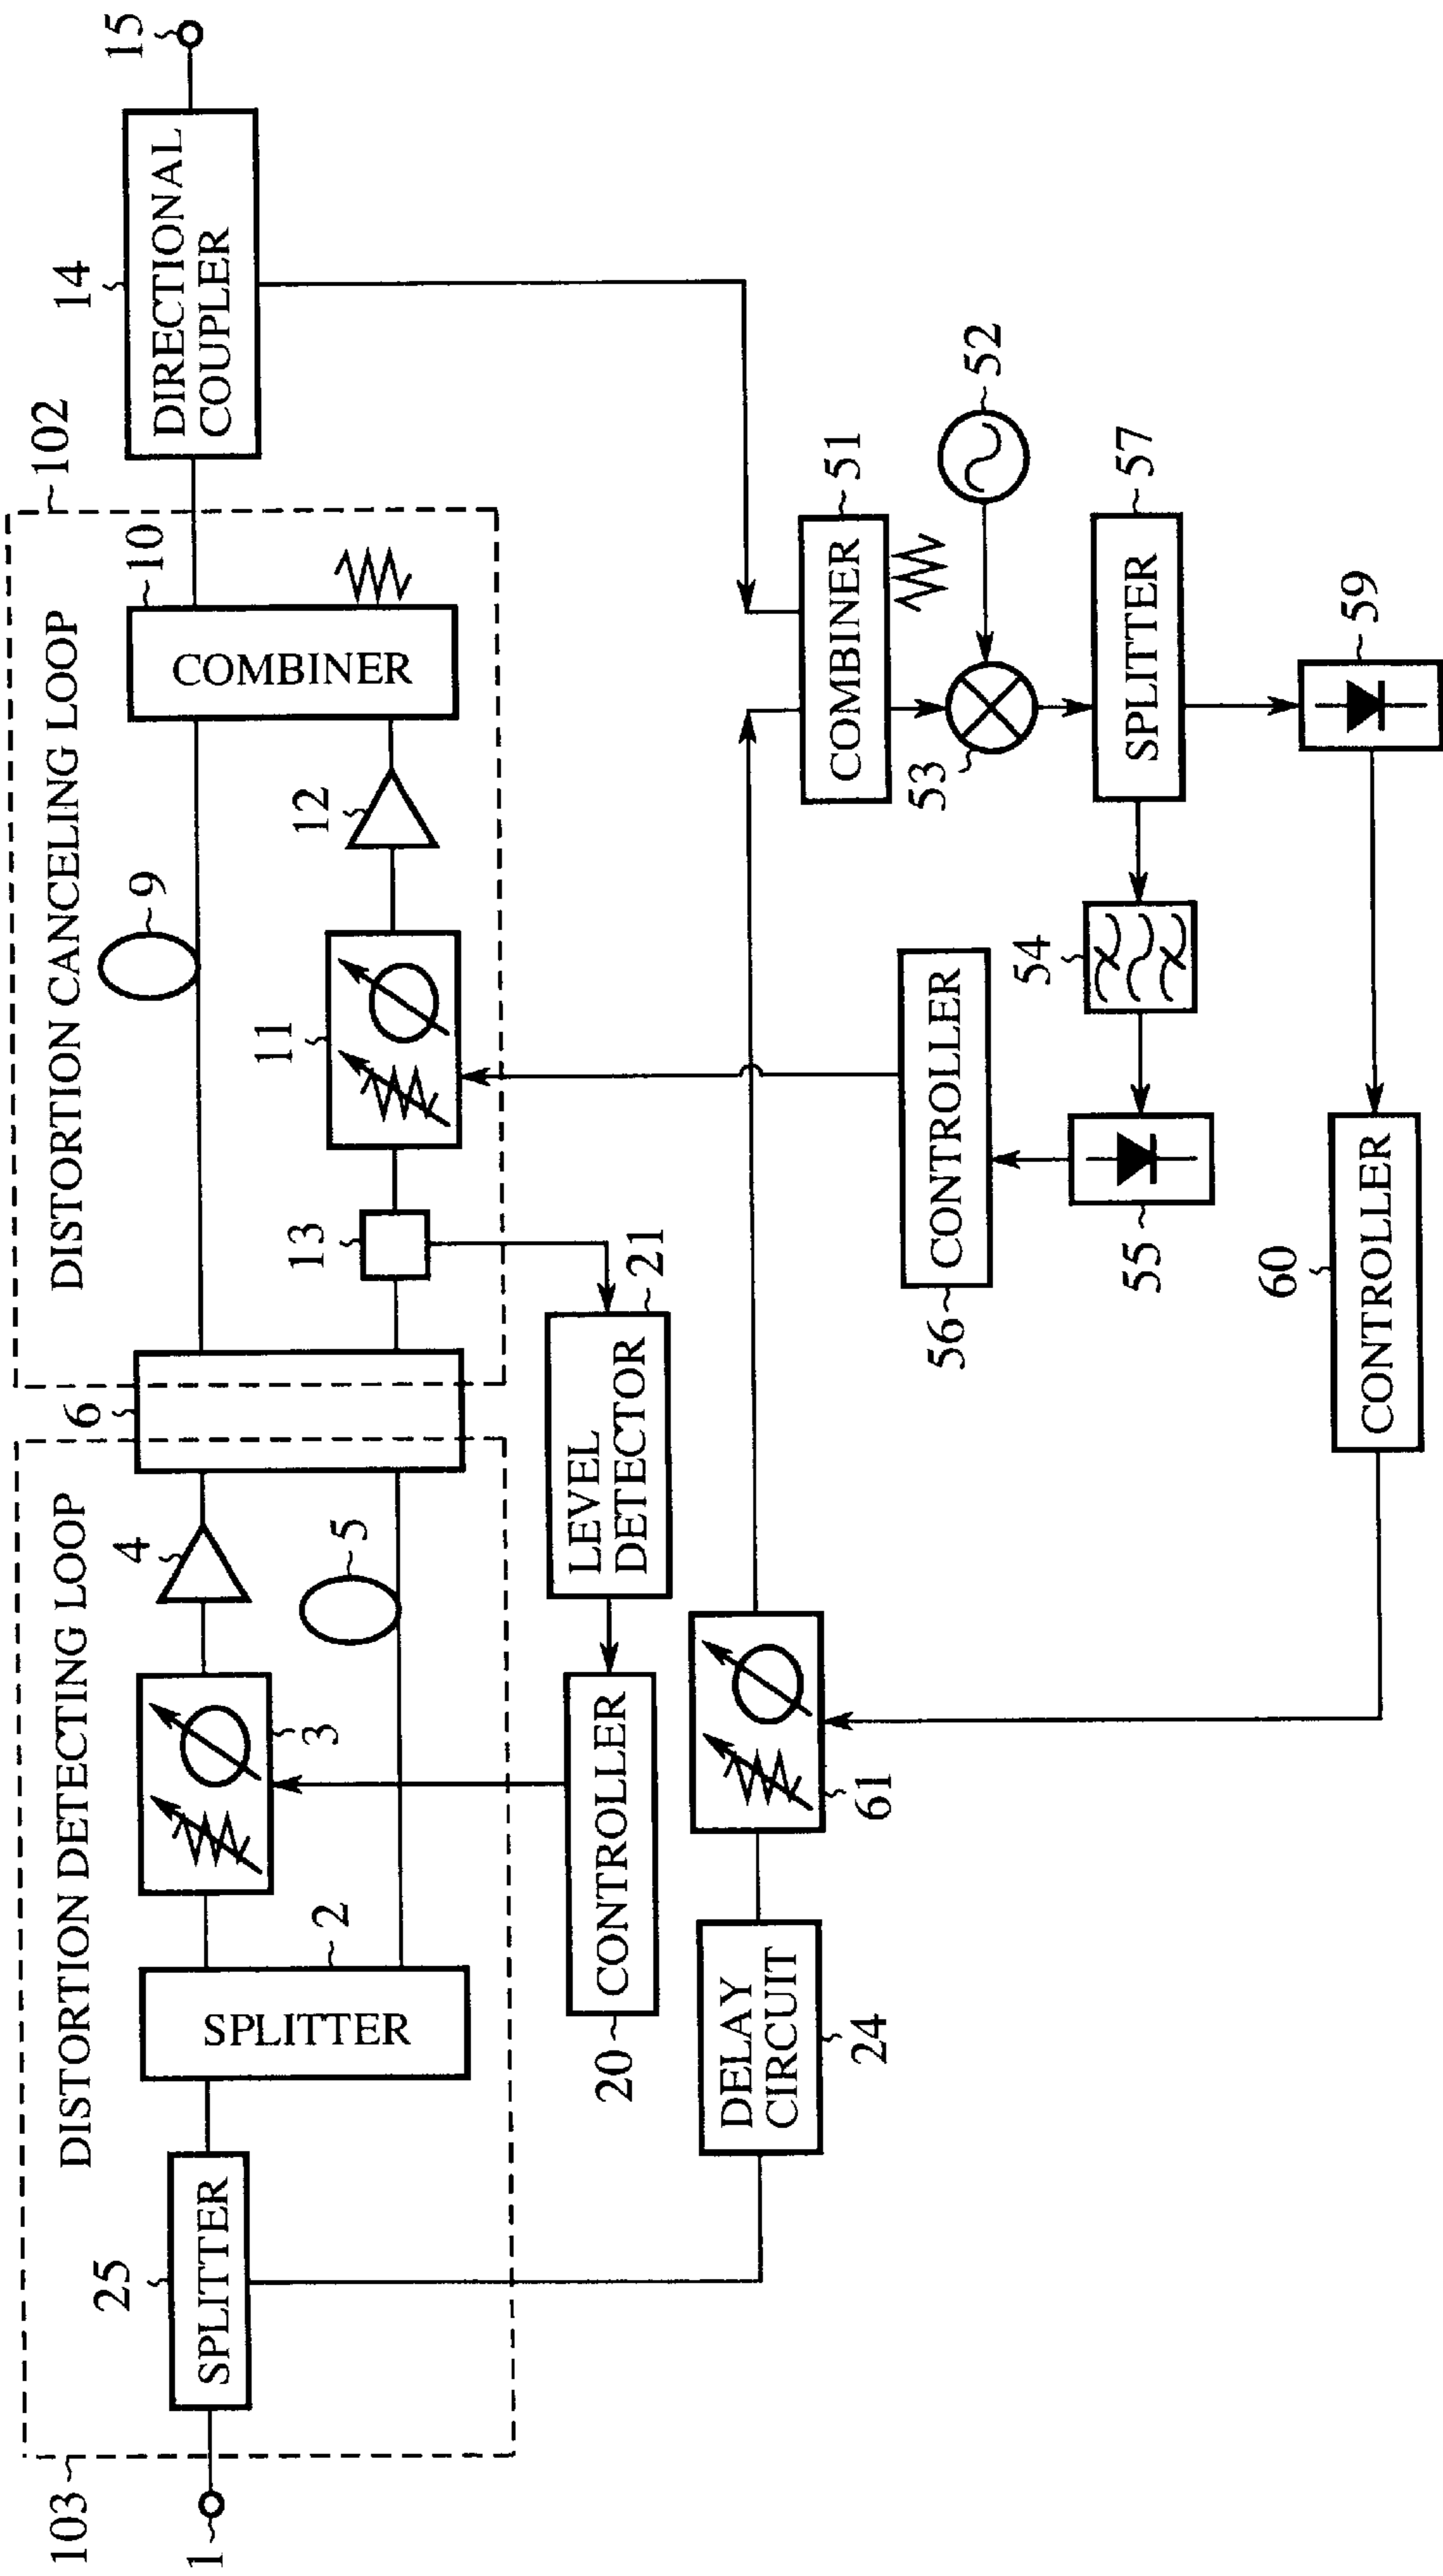 103
1
DISTORTION DETECTING LOOP
25
SPLITTER
SPLITTER
2
3
4
5
6
DISTORTION CANCELING LOOP
102
9
10
COMBINER
11
12
13
14
DIRECTIONAL
COUPLER
15
20
CONTROLLER
LEVEL
DETECTOR
21
DELAY
CIRCUIT
24
61
COMBINER
51
52
53
56
CONTROLLER
54
SPLITTER
57
55
59
60
CONTROLLER